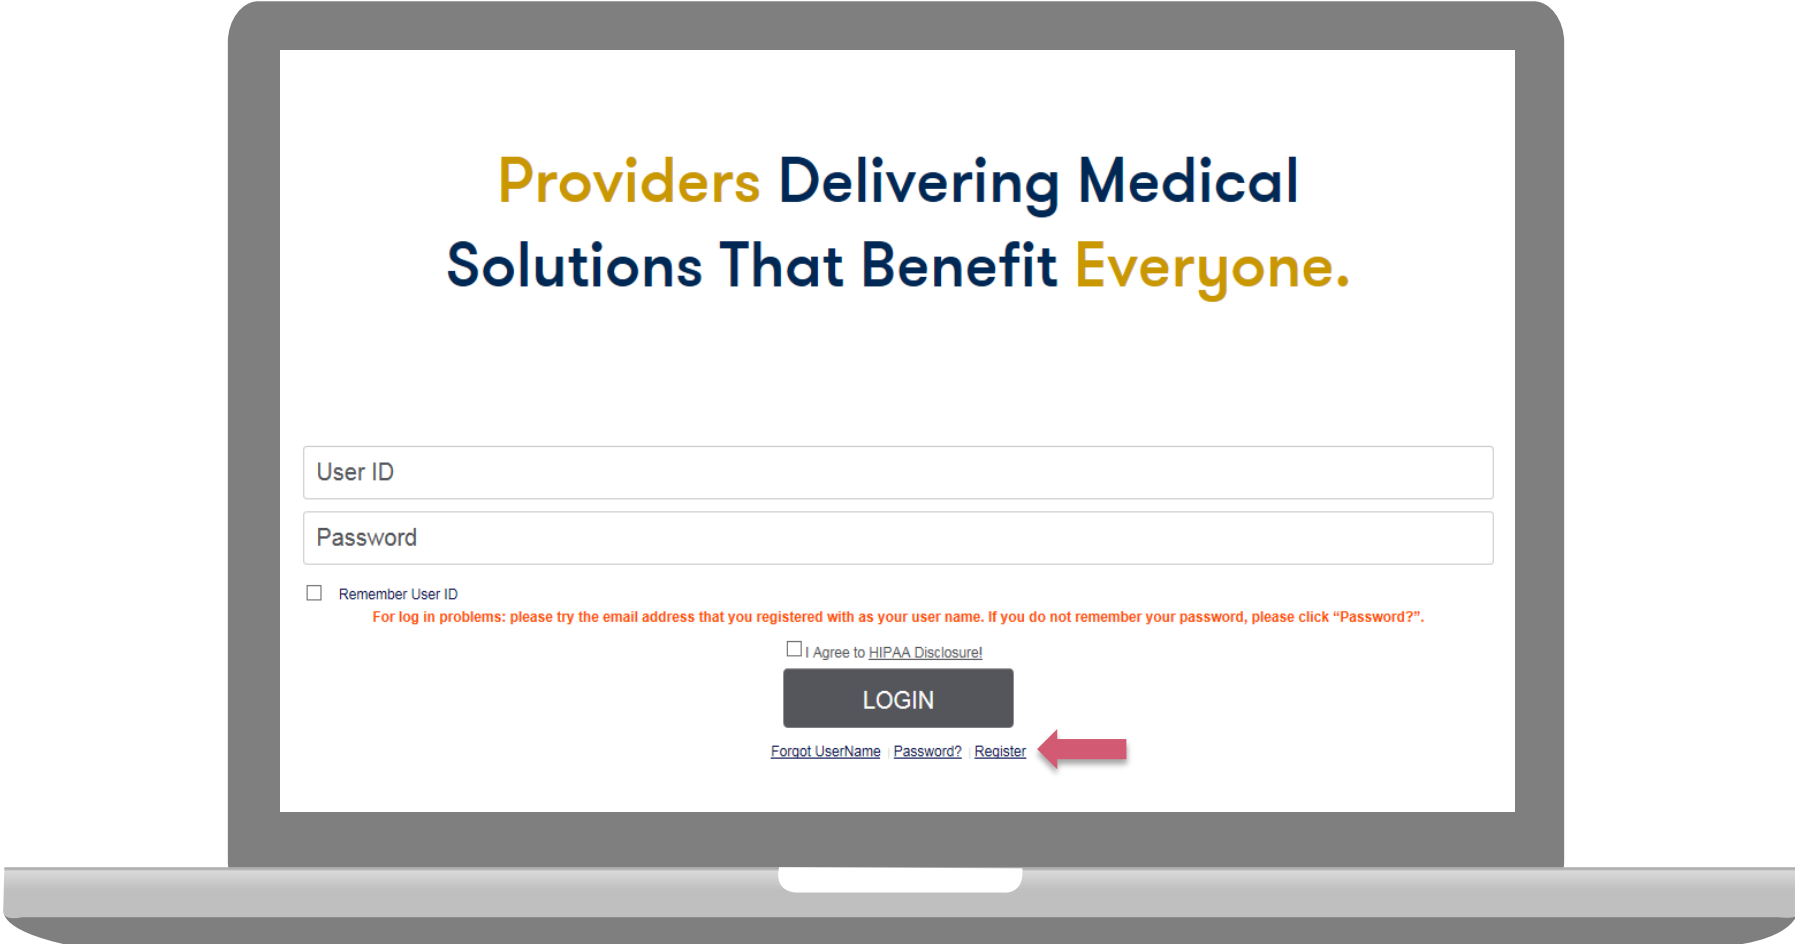 Providers Delivering Medical
Solutions That Benefit Everyone.
User ID
Password
Remember User ID
For log in problems: please try the email address that you registered with as your user name. If you do not remember your password, please click “Password?”.
I Agree to HIPAA Disclosure!
LOGIN
Forgot UserName | Password? | Register